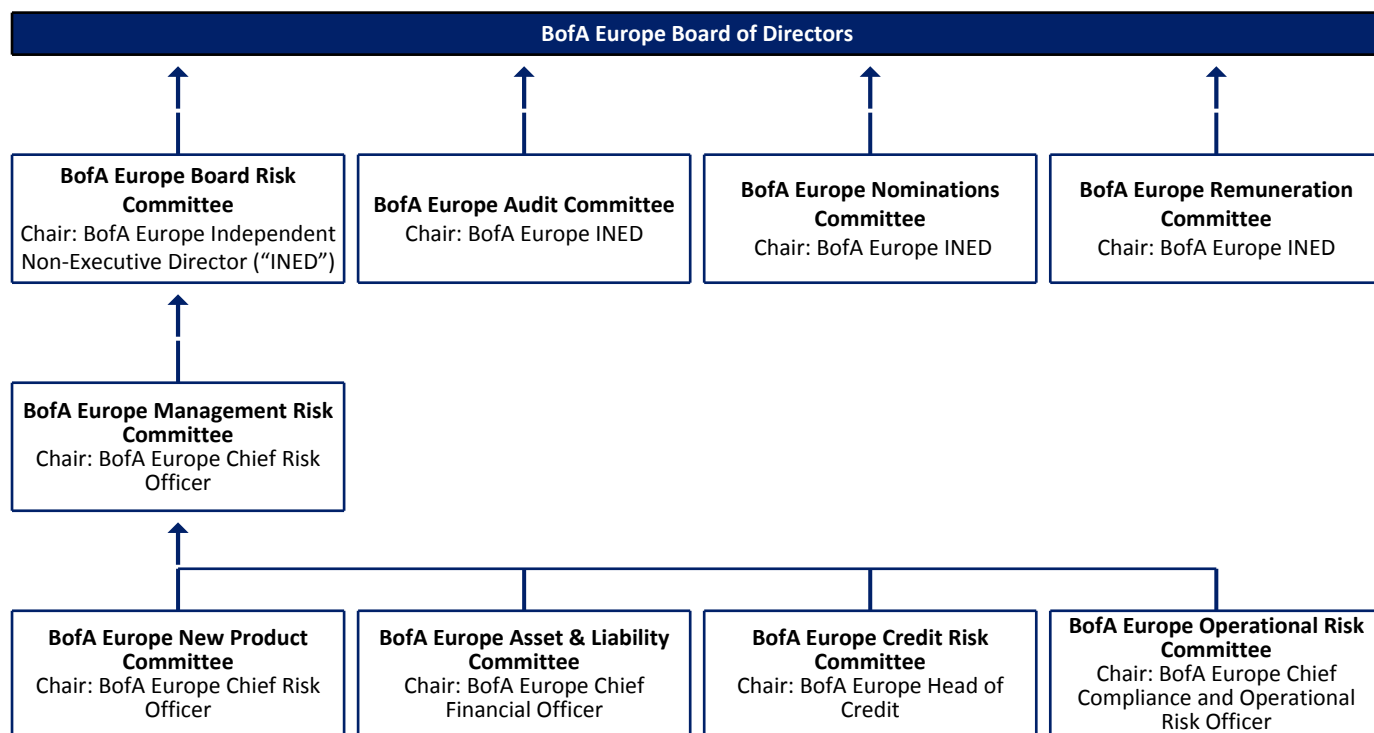 BofA Europe Board of Directors
BofA Europe Board Risk
Committee
Chair: BofA Europe Independent
Non-Executive Director (“INED”)
BofA Europe Audit Committee
Chair: BofA Europe INED
BofA Europe Nominations
Committee
Chair: BofA Europe INED
BofA Europe Remuneration
Committee
Chair: BofA Europe INED
BofA Europe Management Risk
Committee
Chair: BofA Europe Chief Risk
Officer
BofA Europe New Product
Committee
Chair: BofA Europe Chief Risk
Officer
BofA Europe Asset & Liability
Committee
Chair: BofA Europe Chief
Financial Officer
BofA Europe Credit Risk
Committee
Chair: BofA Europe Head of
Credit
BofA Europe Operational Risk
Committee
Chair: BofA Europe Chief
Compliance and Operational
Risk Officer